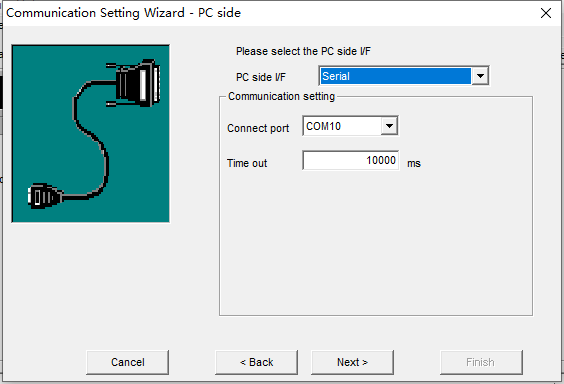 Communication Setting Wizard - PC side
Please select the PC side I/F
PC side I/F Serial
Communication setting
Connect port COM10
Time out 10000 ms
Cancel < Back Next > Finish